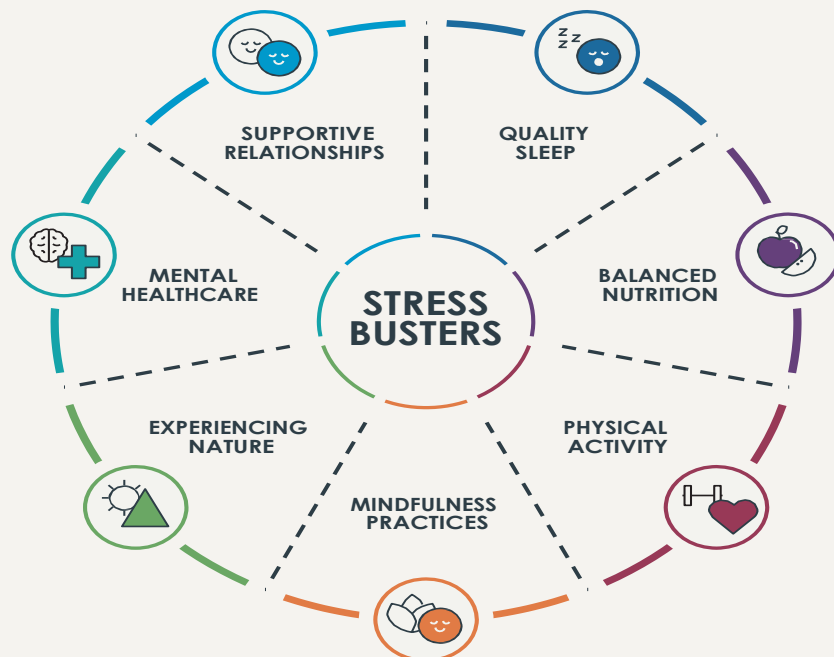 SUPPORTIVE
RELATIONSHIPS
z z
z
z
QUALITY
SLEEP
MENTAL
HEALTHCARE
STRESS
BUSTERS
BALANCED
NUTRITION
EXPERIENCING
NATURE
PHYSICAL
ACTIVITY
MINDFULNESS
PRACTICES